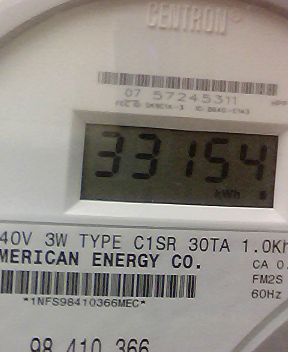 CENTRON®
07 57245311
33154
kWh
40V 3W TYPE C1SR 30TA 1.0Kh
MERICAN ENERGY CO.
CA 0.
FM2S
60Hz
*1NFS98410366MEC*
98 410 366